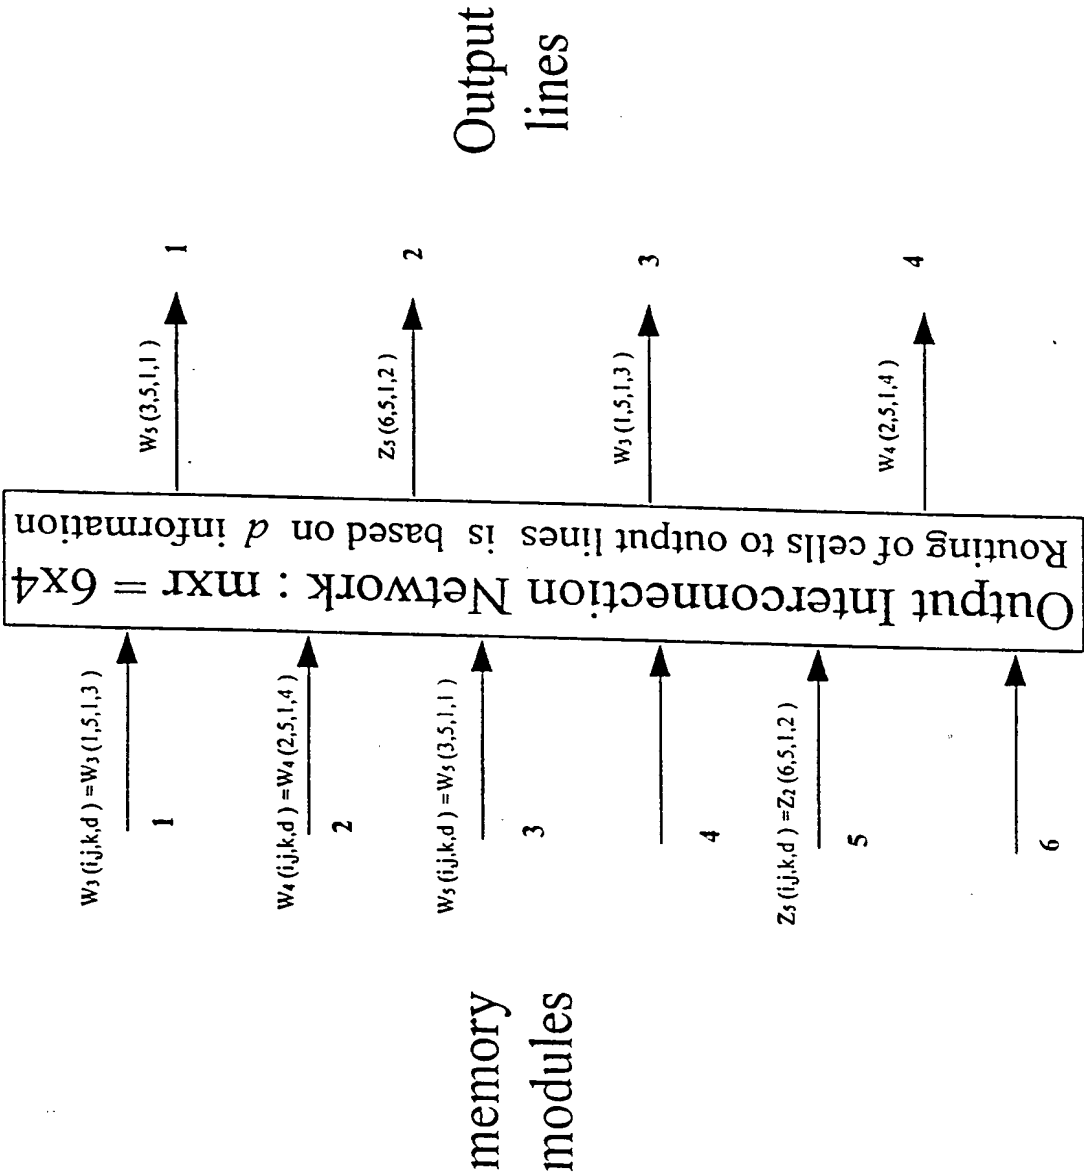 memory
modules
W3 (i,j,k,d ) =W3 (1,5,1,3 )
1
W4 (i,j,k,d ) =W4 (2,5,1,4 )
2
W5 (i,j,k,d ) =W5 (3,5,1,1 )
3
4
Z5 (i,j,k,d ) =Z2 (6,5,1,2 )
5
6
Output Interconnection Network : mxr = 6x4
Routing of cells to output lines is based on d information
W5 (3,5,1,1 )
1
Z5 (6,5,1,2 )
2
W3 (1,5,1,3 )
3
W4 (2,5,1,4 )
4
Output
lines